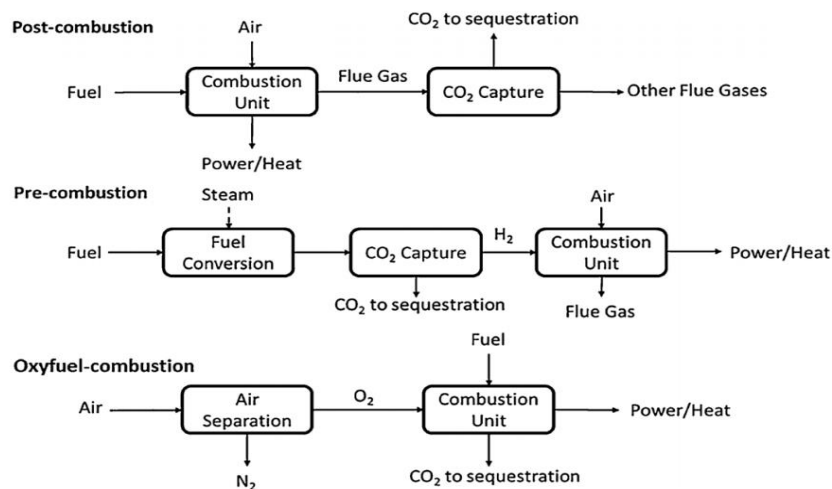 Post-combustion
Air
CO₂ to sequestration
Fuel
Combustion
Unit
Flue Gas
CO₂ Capture
Other Flue Gases
Power/Heat
Pre-combustion
Steam
Air
Fuel
Fuel
Conversion
CO₂ Capture
H₂
Combustion
Unit
Power/Heat
CO₂ to sequestration
Flue Gas
Oxyfuel-combustion
Fuel
Air
Air
Separation
O₂
Combustion
Unit
Power/Heat
N₂
CO₂ to sequestration